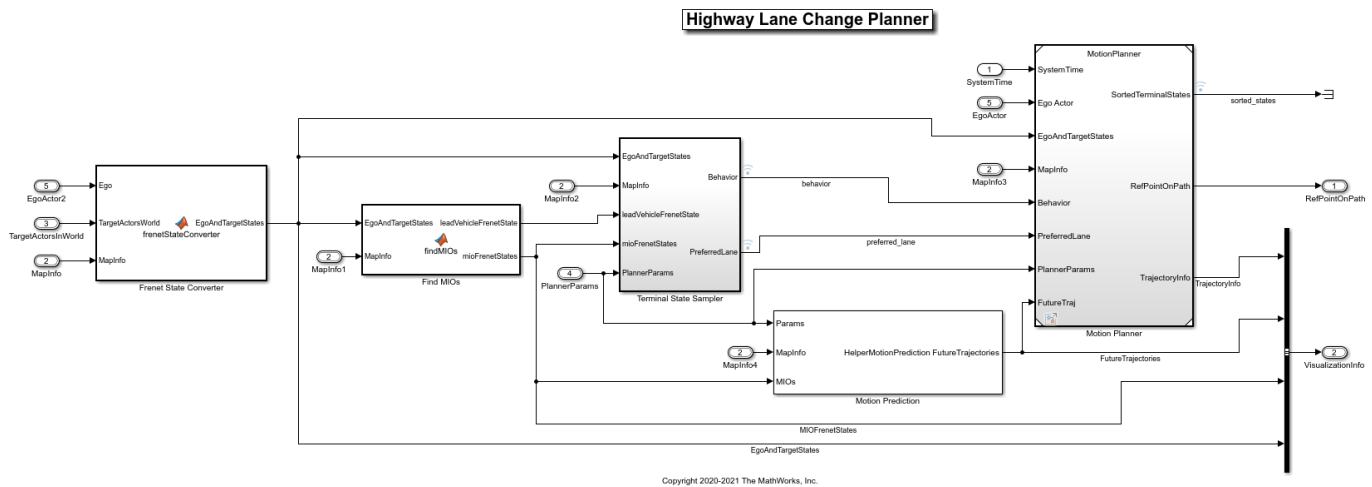 Highway Lane Change Planner
MotionPlanner
1
SystemTime
SystemTime
SortedTerminalStates
sorted_states
5
EgoActor
Ego Actor
EgoAndTargetStates
2
MapInfo3
MapInfo
RefPointOnPath
1
RefPointOnPath
Behavior
PreferredLane
PlannerParams
TrajectoryInfo
TrajectoryInfo
FutureTraj
Motion Planner
5
EgoActor2
Ego
3
TargetActorsInWorld
TargetActorsWorld
EgoAndTargetStates
frenetStateConverter
2
MapInfo
MapInfo
Frenet State Converter
EgoAndTargetStates
leadVehicleFrenetState
findMIOs
2
MapInfo1
MapInfo
mioFrenetStates
Find MIOs
EgoAndTargetStates
2
MapInfo2
MapInfo
Behavior
behavior
leadVehicleFrenetState
mioFrenetStates
PreferredLane
preferred_lane
4
PlannerParams
PlannerParams
Terminal State Sampler
Params
2
MapInfo4
MapInfo
HelperMotionPrediction
FutureTrajectories
MIOs
Motion Prediction
FutureTrajectories
2
VisualizationInfo
MIOFrenetStates
EgoAndTargetStates
Copyright 2020-2021 The MathWorks, Inc.